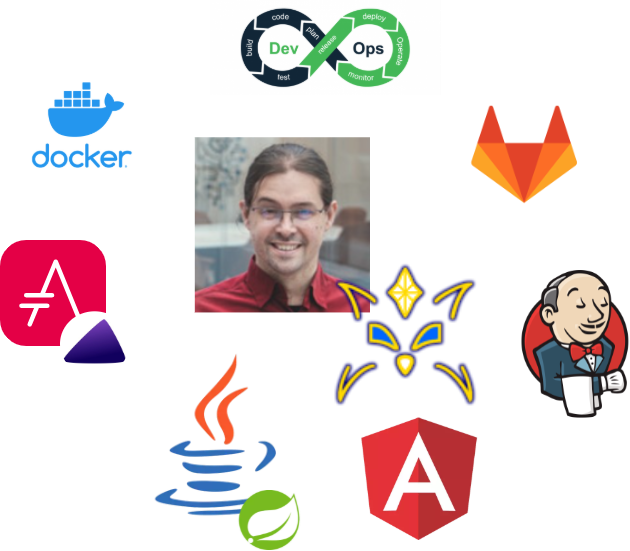 code
plan
deploy
build
Dev
release
Ops
Operate
test
monitor
docker
A
A